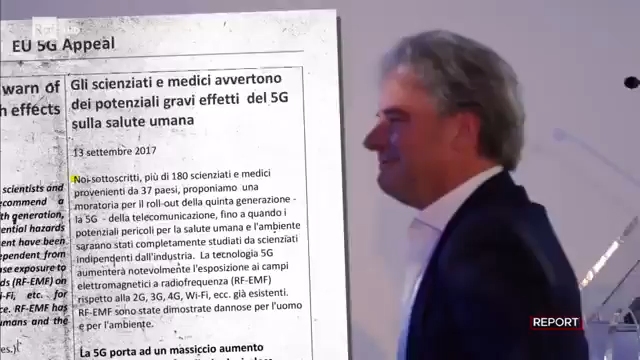 Rai
EU 5G Appeal
warn of
h effects
Gli scienziati e medici avvertono
dei potenziali gravi effetti del 5G
sulla salute umana
13 settembre 2017
Noi sottoscritti, più di 180 scienziati e medici
provenienti da 37 paesi, proponiamo una
moratoria per il roll-out della quinta generazione -
la 5G - della telecomunicazione, fino a quando i
potenziali pericoli per la salute umana e l'ambiente
saranno stati completamente studiati da scienziati
indipendenti dall'industria. La tecnologia 5G
aumenterà notevolmente l'esposizione ai campi
elettromagnetici a radiofrequenza (RF-EMF)
rispetto alla 2G, 3G, 4G, Wi-Fi, ecc. già esistenti.
RF-EMF sono state dimostrate dannose per l'uomo
e per l'ambiente.
La 5G porta ad un massiccio aumento
scientists and
recommend a
th generation,
ential hazards
ent have been
ependent from
se exposure to
s (RF-EMF) on
-Fi, etc. for
ce. RF-EMF has
umans and the
REPORT